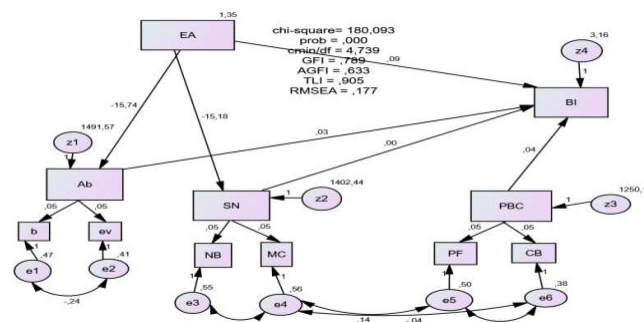 1,35
EA
chi-square= 180,093
prob = ,000
cmin/df = 4,739
GFI = ,789
AGFI = ,633
TLI = ,905
RMSEA = ,177
3,16
z4
1
,09
BI
-15,74
-15,18
1491,57
z1
1
,03
,00
,04
Ab
1402,44
SN
1
z2
PBC
1
1250,
z3
,05
,05
,05
,05
,05
,05
b
ev
NB
MC
PF
CB
1
1
,47
,41
e1
e2
-,24
1
1
,55
,56
e3
e4
1
1
,50
,38
e5
e6
-,04